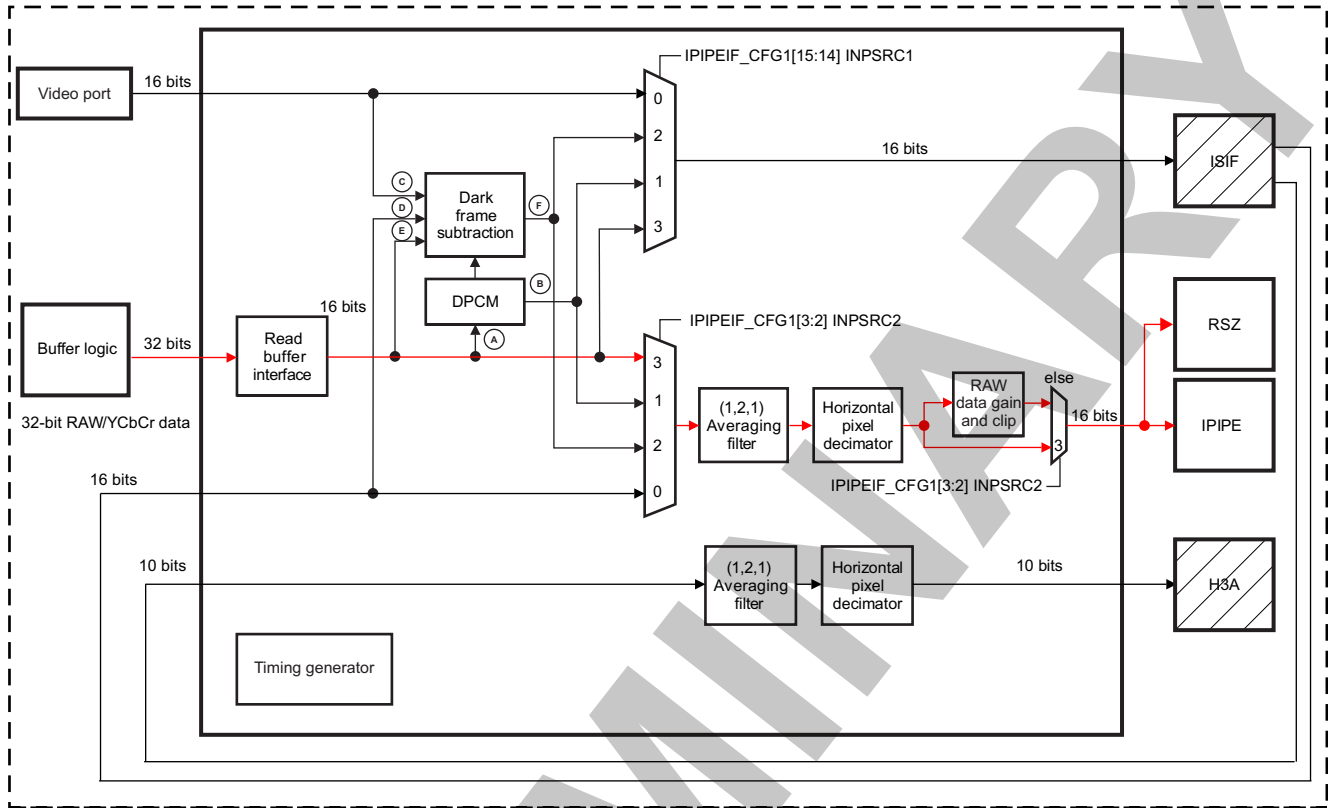 IPIPEIF_CFG1[15:14] INPSRC1
Video port
16 bits
0
2
1
3
16 bits
ISIF
C
D
E
Dark
frame
subtraction
F
DPCM
B
A
16 bits
Buffer logic
32 bits
Read
buffer
interface
32-bit RAW/YCbCr data
IPIPEIF_CFG1[3:2] INPSRC2
3
1
2
0
(1,2,1)
Averaging
filter
Horizontal
pixel
decimator
RAW
data gain
and clip
else
3
16 bits
IPIPEIF_CFG1[3:2] INPSRC2
RSZ
IPIPE
16 bits
10 bits
(1,2,1)
Averaging
filter
Horizontal
pixel
decimator
10 bits
H3A
Timing generator
MINARY